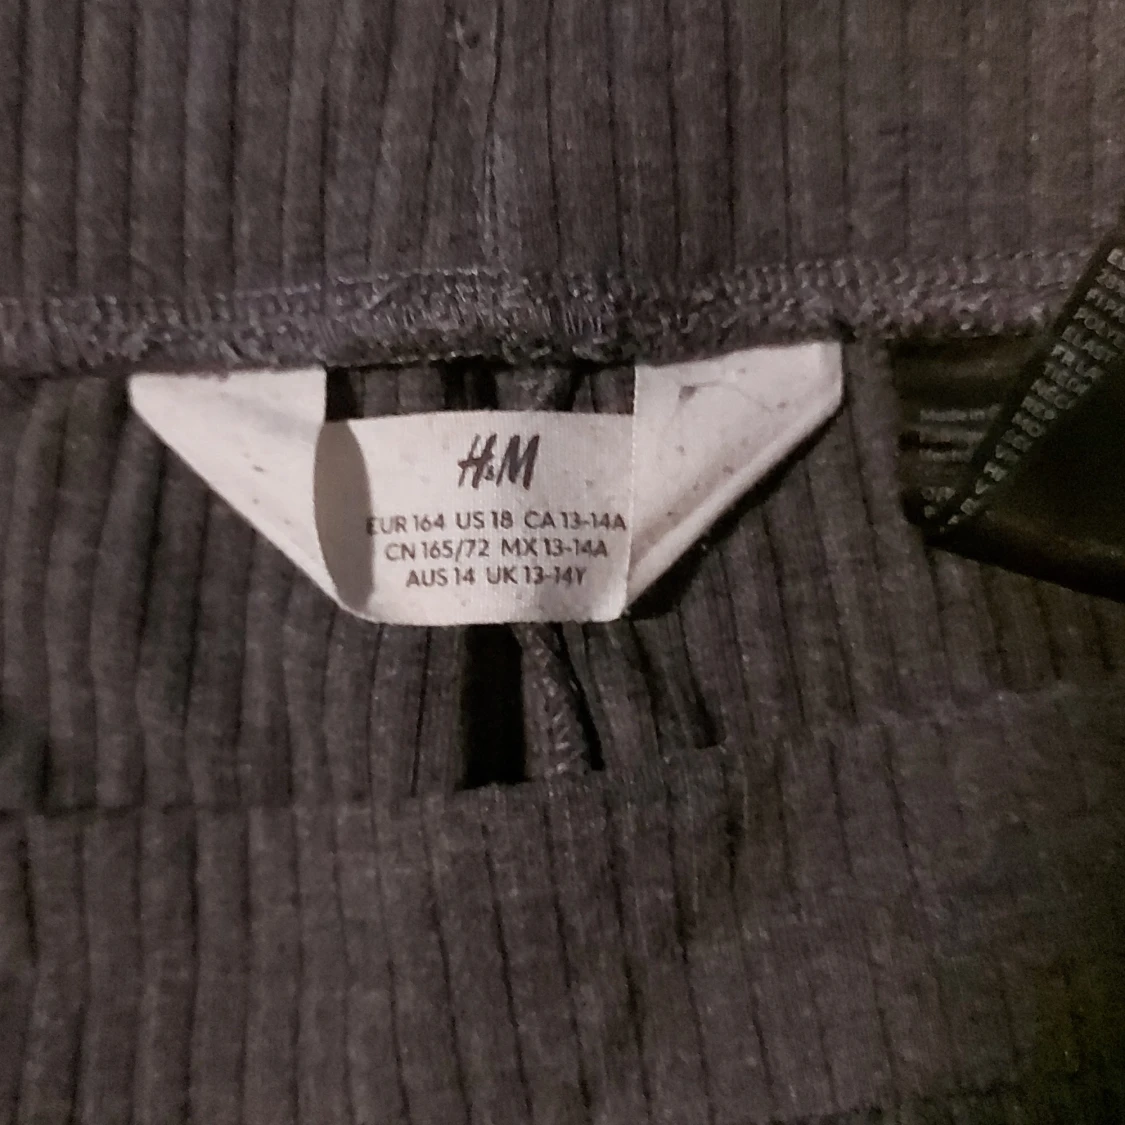 H&M
EUR 164 US 18 CA 13-14A
CN 165/72 MX 13-14A
AUS 14 UK 13-14Y